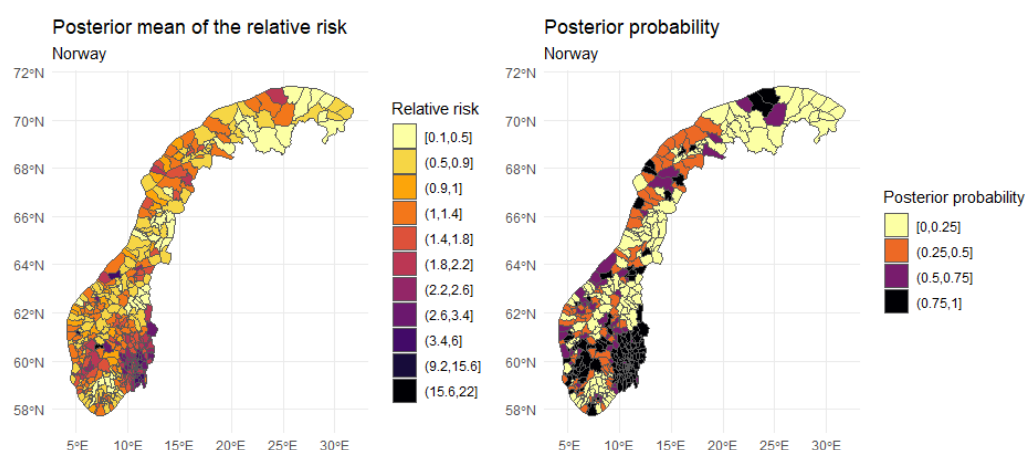 Posterior mean of the relative risk
Norway
72°N
70°N
68°N
66°N
64°N
62°N
60°N
58°N
5°E 10°E 15°E 20°E 25°E 30°E
Relative risk
[0.1,0.5]
(0.5,0.9]
(0.9,1]
(1,1.4]
(1.4,1.8]
(1.8,2.2]
(2.2,2.6]
(2.6,3.4]
(3.4,6]
(9.2,15.6]
(15.6,22]
Posterior probability
Norway
72°N
70°N
68°N
66°N
64°N
62°N
60°N
58°N
5°E 10°E 15°E 20°E 25°E 30°E
Posterior probability
[0,0.25]
(0.25,0.5]
(0.5,0.75]
(0.75,1]